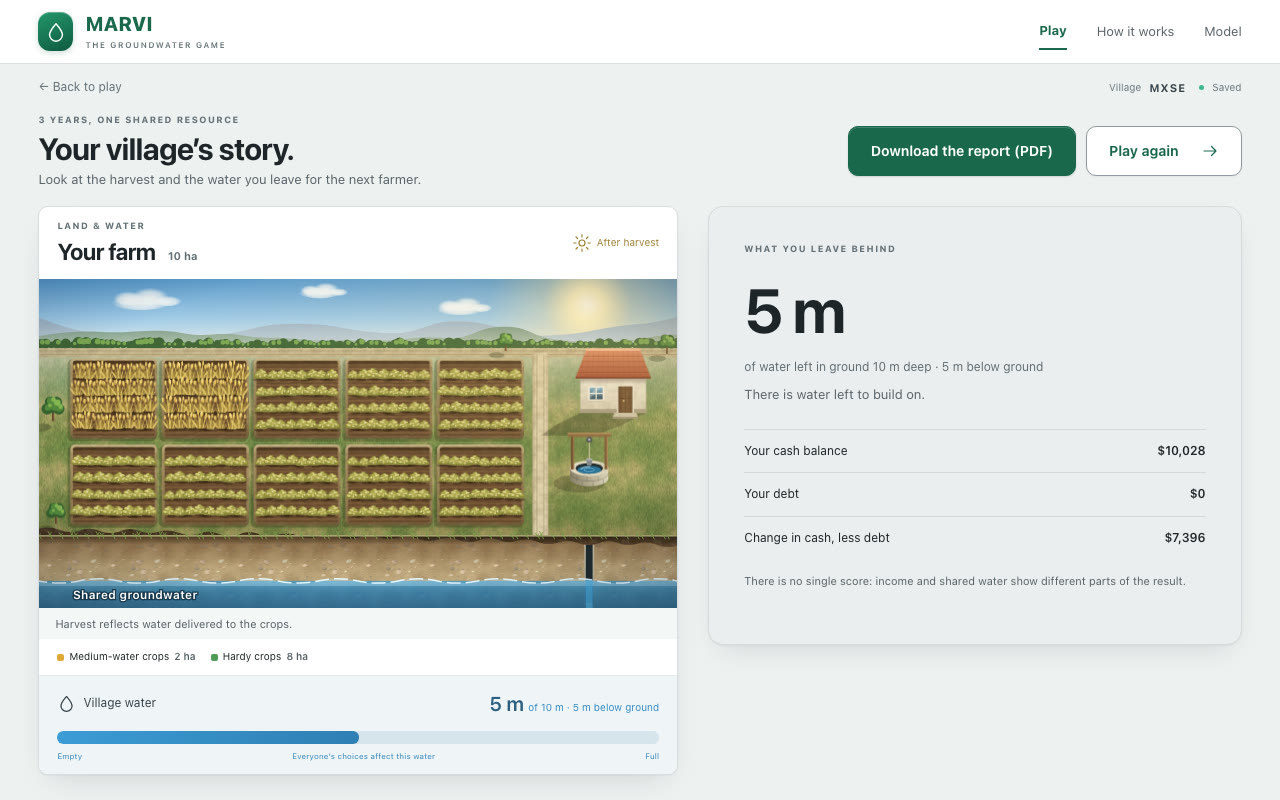 MARVI
THE GROUNDWATER GAME
Play
How it works
Model
← Back to play
Village MXSE Saved
3 YEARS, ONE SHARED RESOURCE
Your village's story.
Look at the harvest and the water you leave for the next farmer.
Download the report (PDF)
Play again →
LAND & WATER
Your farm 10 ha
After harvest
Shared groundwater
Harvest reflects water delivered to the crops.
Medium-water crops 2 ha Hardy crops 8 ha
Village water
5 m of 10 m · 5 m below ground
Empty
Everyone's choices affect this water
Full
WHAT YOU LEAVE BEHIND
5 m
of water left in ground 10 m deep · 5 m below ground
There is water left to build on.
Your cash balance $10,028
Your debt $0
Change in cash, less debt $7,396
There is no single score: income and shared water show different parts of the result.